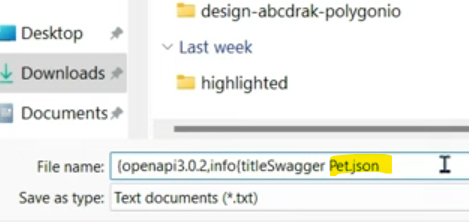 design-abcdrak-polygonio
Desktop
Last week
Downloads
highlighted
Documents
File name: (openapi3.0.2,info(titleSwagger Pet.json
Save as type: Text documents (*.txt)